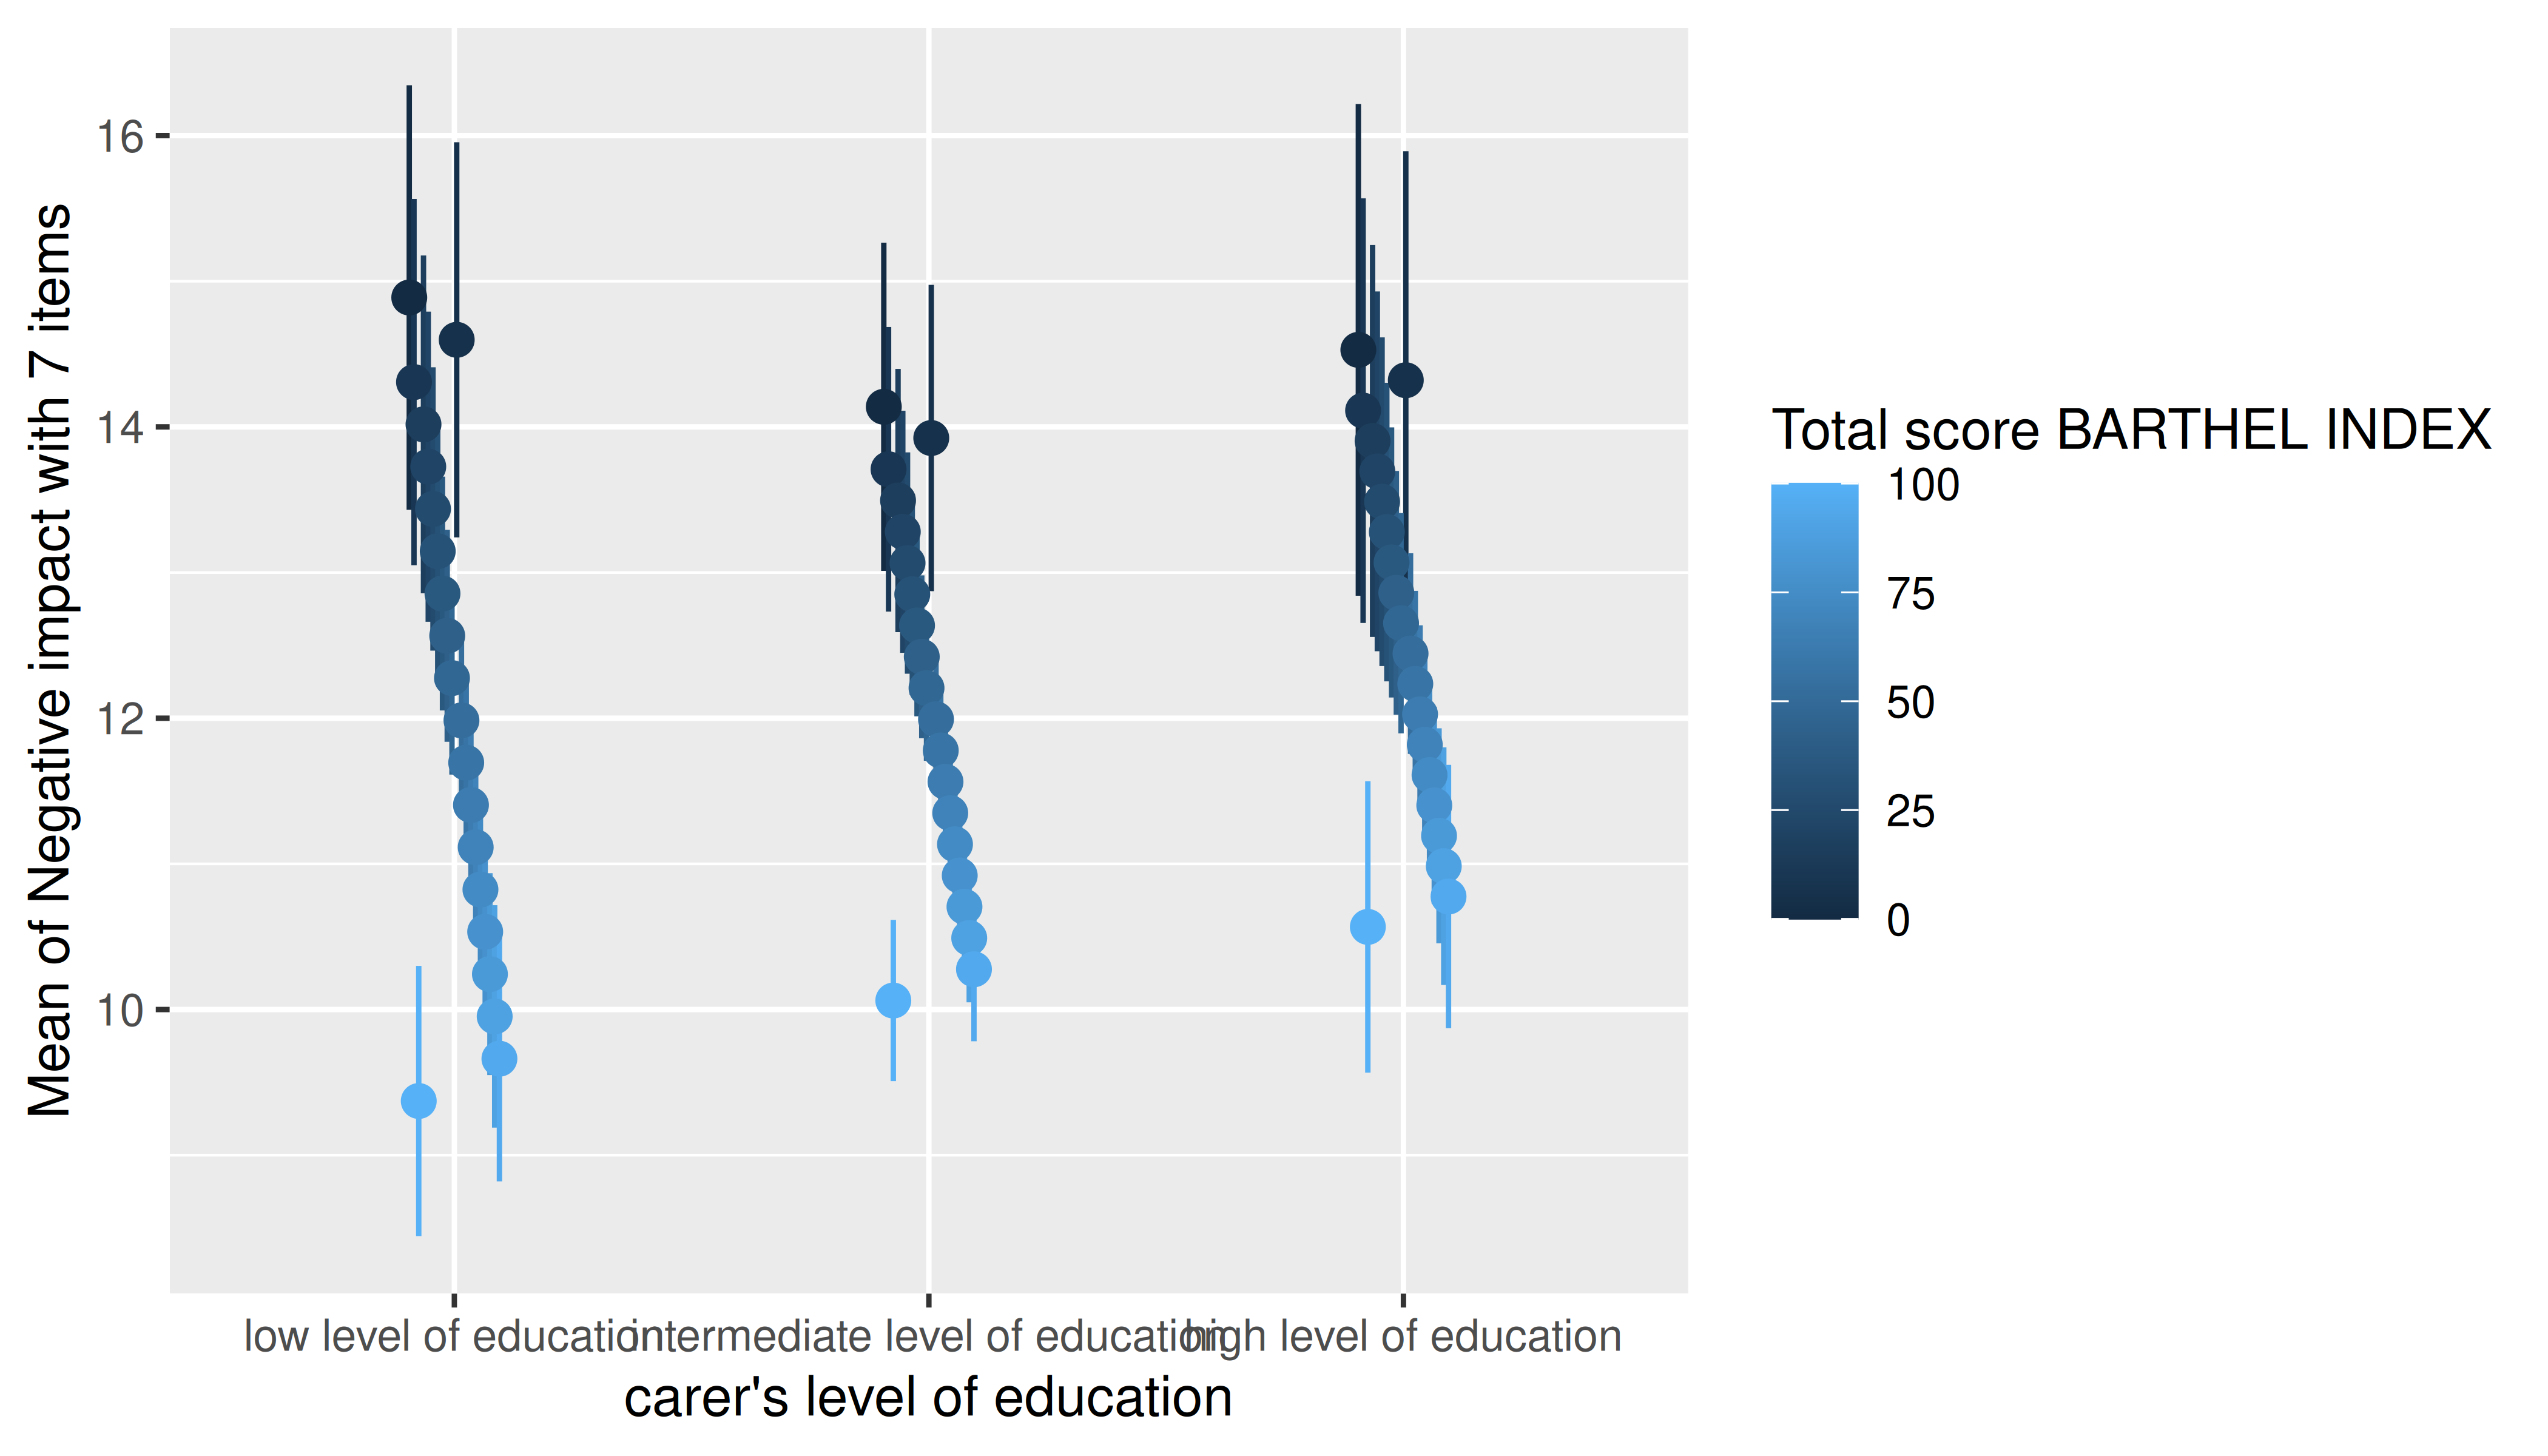 Mean of Negative impact with 7 items
16
14
12
10
low level of education
intermediate level of education
high level of education
carer's level of education
Total score BARTHEL INDEX
100
75
50
25
0